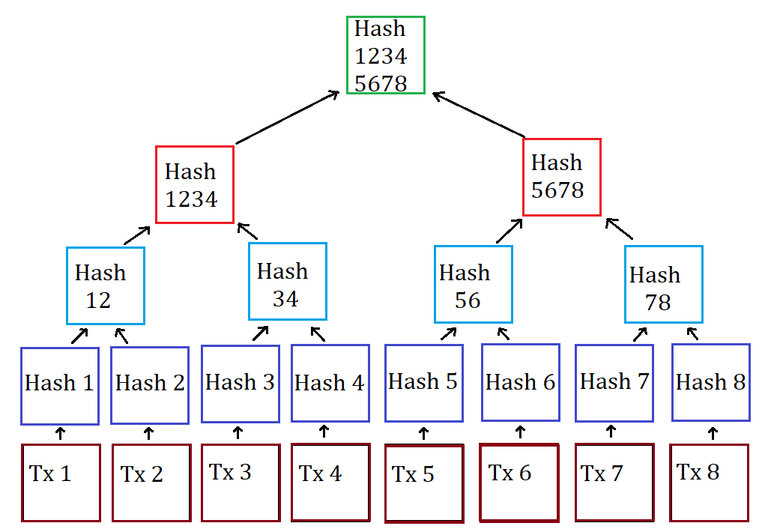 Hash
1234
5678
Hash
1234
Hash
5678
Hash
12
Hash
34
Hash
56
Hash
78
Hash 1
Hash 2
Hash 3
Hash 4
Hash 5
Hash 6
Hash 7
Hash 8
Tx 1
Tx 2
Tx 3
Tx 4
Tx 5
Tx 6
Tx 7
Tx 8